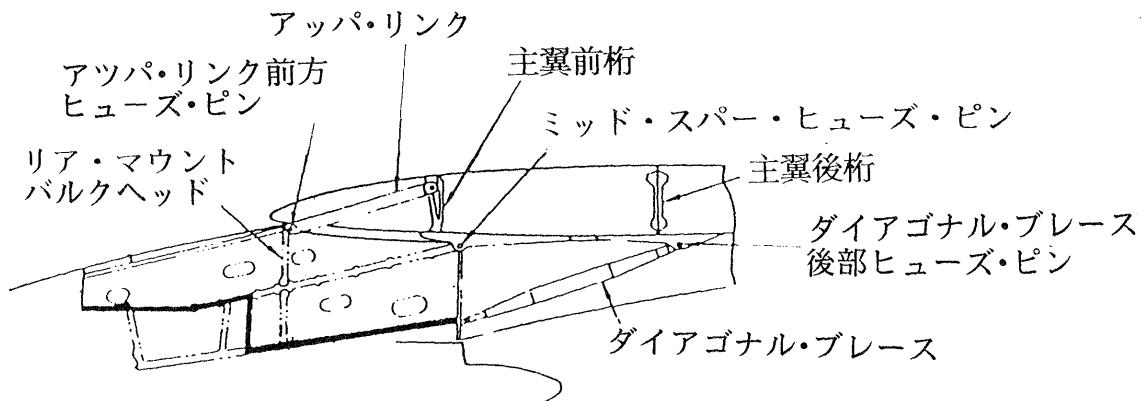 アッパ・リンク
アツパ・リンク前方
ヒューズ・ピン
主翼前桁
ミッド・スパー・ヒューズ・ピン
リア・マウント
バルクヘッド
主翼後桁
ダイアゴナル・ブレース
後部ヒューズ・ピン
ダイアゴナル・ブレース